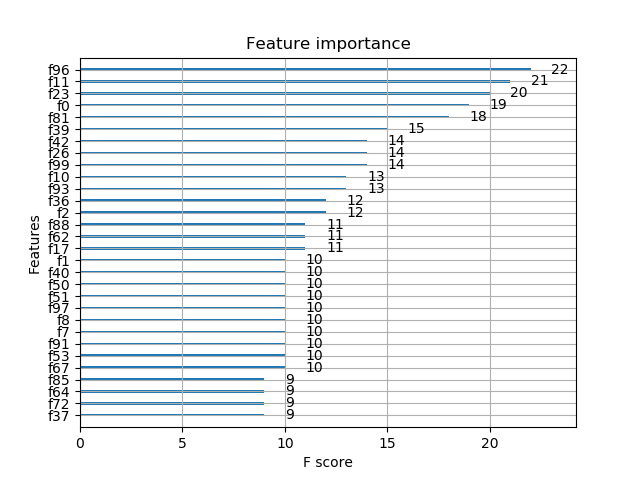 Feature importance
f96 22
f11 21
f23 20
f0 19
f81 18
f39 15
f42 14
f26 14
f99 14
f10 13
f93 13
f36 12
f2 12
f88 11
f62 11
f17 11
f1 10
f40 10
f50 10
f51 10
f97 10
f8 10
f7 10
f91 10
f53 10
f67 10
f85 9
f64 9
f72 9
f37 9
Features
0 5 10 15 20
F score